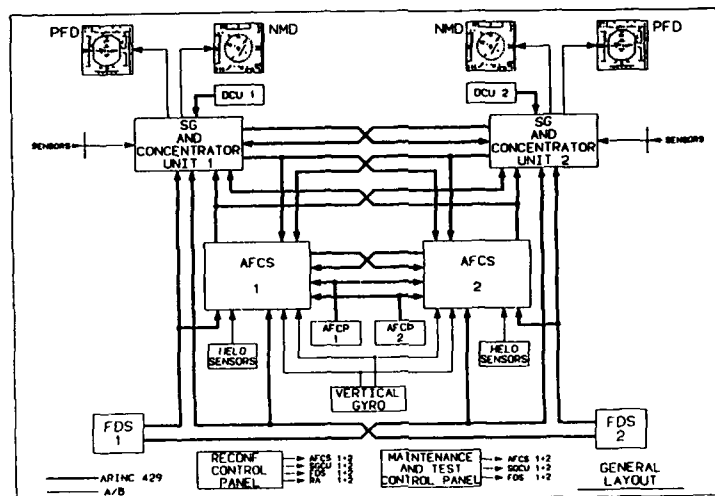 PFD
NMD
NMD
PFD
DCU 1
DCU 2
SG
AND
CONCENTRATOR
UNIT 1
SG
AND
CONCENTRATOR
UNIT 2
SENSORS
SENSORS
AFCS
1
AFCS
2
AFCP
1
AFCP
2
HELO
SENSORS
HELO
SENSORS
VERTICAL
GYRO
FDS
1
FDS
2
RECONF
CONTROL
PANEL
AFCS 1+2
SGCU 1+2
FDS 1+2
RA 1+2
MAINTENANCE
AND TEST
CONTROL PANEL
AFCS 1+2
SGCU 1+2
FDS 1+2
GENERAL
LAYOUT
ARINC 429
A/B